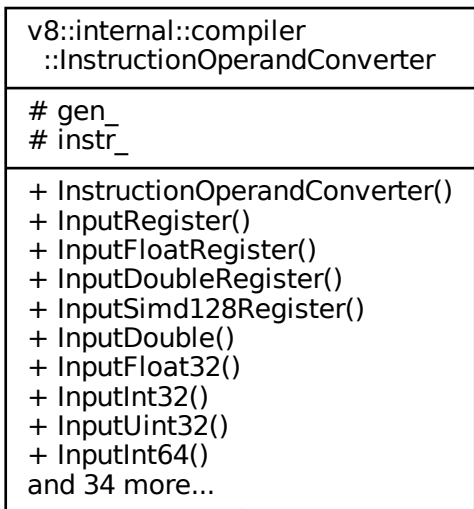 v8::internal::compiler
::InstructionOperandConverter
# gen_
# instr_
+ InstructionOperandConverter()
+ InputRegister()
+ InputFloatRegister()
+ InputDoubleRegister()
+ InputSimd128Register()
+ InputDouble()
+ InputFloat32()
+ InputInt32()
+ InputUint32()
+ InputInt64()
and 34 more...